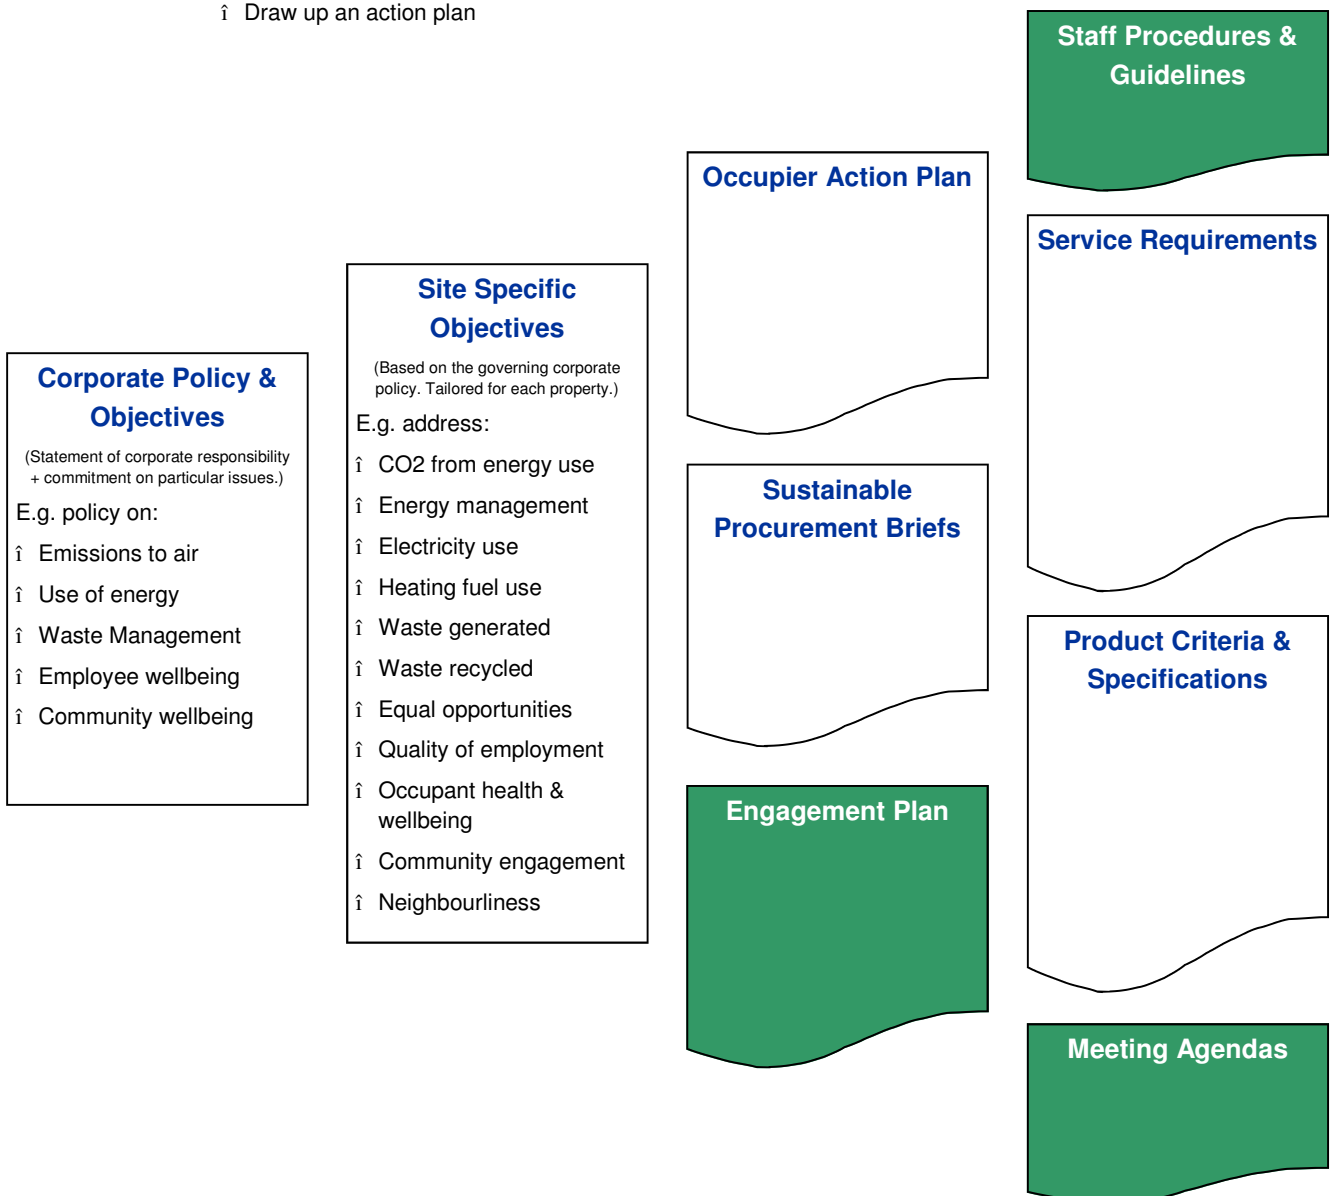 î Draw up an action plan
Corporate Policy &
Objectives
(Statement of corporate responsibility
+ commitment on particular issues.)
E.g. policy on:
î Emissions to air
î Use of energy
î Waste Management
î Employee wellbeing
î Community wellbeing
Site Specific
Objectives
(Based on the governing corporate
policy. Tailored for each property.)
E.g. address:
î CO2 from energy use
î Energy management
î Electricity use
î Heating fuel use
î Waste generated
î Waste recycled
î Equal opportunities
î Quality of employment
î Occupant health &
wellbeing
î Community engagement
î Neighbourliness
Occupier Action Plan
Sustainable
Procurement Briefs
Engagement Plan
Staff Procedures &
Guidelines
Service Requirements
Product Criteria &
Specifications
Meeting Agendas